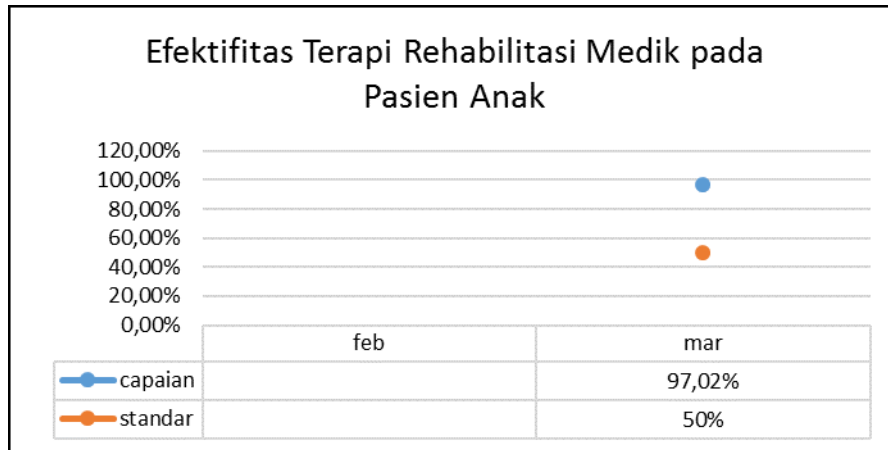 Efektifitas Terapi Rehabilitasi Medik pada
Pasien Anak
120,00%
100,00%
80,00%
60,00%
40,00%
20,00%
0,00%
feb mar
capaian 97,02%
standar 50%